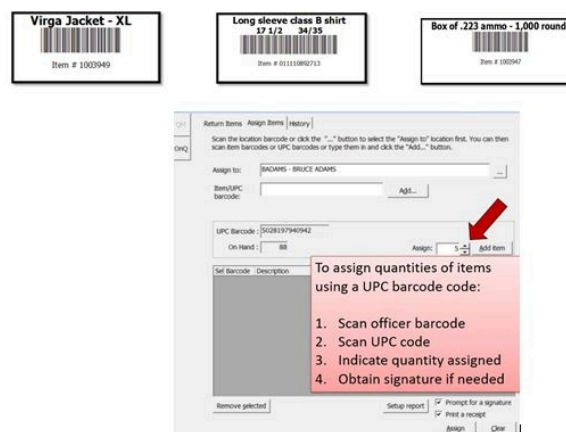 Virga Jacket - XL
Item # 1003949
Long sleeve class B shirt
17 1/2 34/35
Item # 011110892713
Box of .223 ammo - 1,000 round
Item # 1003947
QM
OnQ
Return Items Assign Items History
Scan the location barcode or click the "..." button to select the "Assign to" location first. You can then
scan item barcodes or UPC barcodes or type them in and click the "Add..." button.
Assign to: BADAMS - BRUCE ADAMS ...
Item/UPC
barcode: Add...
UPC Barcode : 5028197940942
On Hand : 88 Assign: 5 Add Item
Sel Barcode Description
To assign quantities of items
using a UPC barcode code:
1. Scan officer barcode
2. Scan UPC code
3. Indicate quantity assigned
4. Obtain signature if needed
Remove selected Setup report Prompt for a signature
Print a receipt
Assign Clear